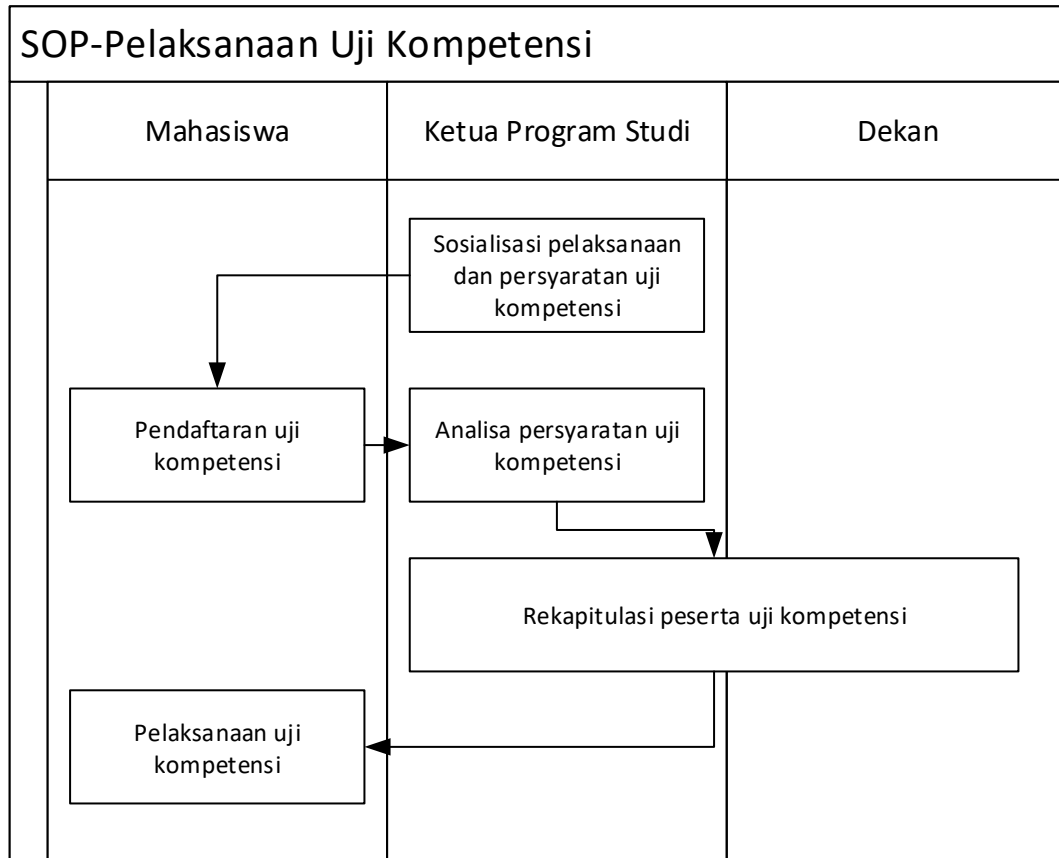 SOP-Pelaksanaan Uji Kompetensi
Mahasiswa
Ketua Program Studi
Dekan
Sosialisasi pelaksanaan
dan persyaratan uji
kompetensi
Pendaftaran uji
kompetensi
Analisa persyaratan uji
kompetensi
Rekapitulasi peserta uji kompetensi
Pelaksanaan uji
kompetensi